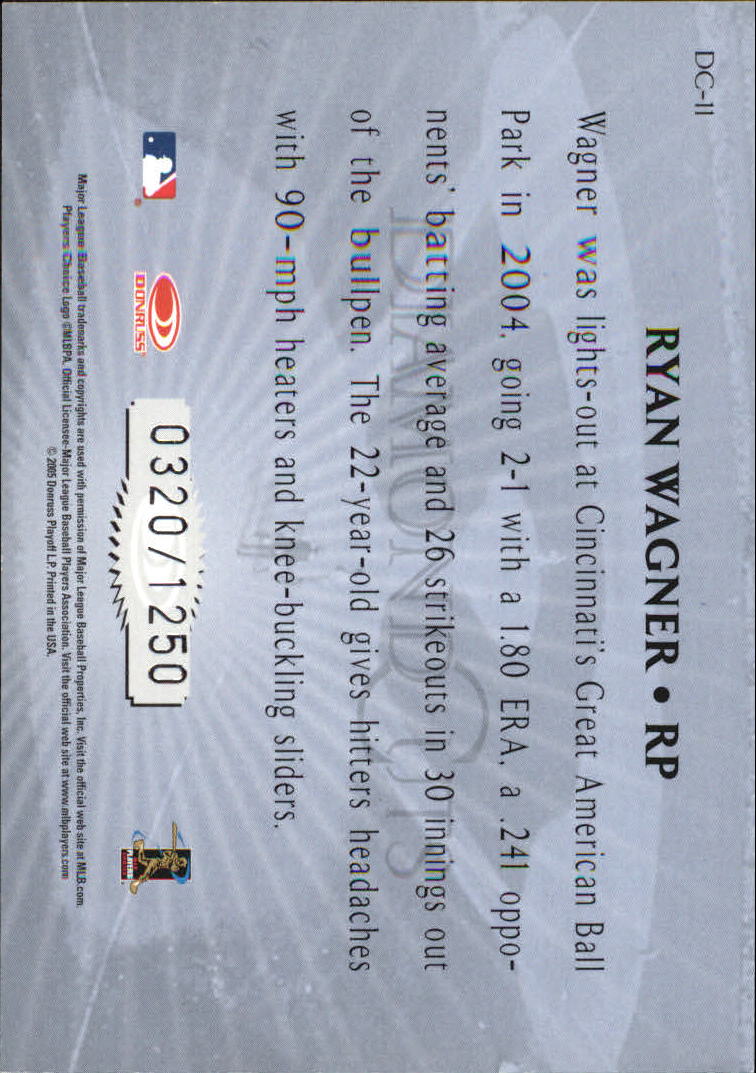 DC-11
RYAN WAGNER • RP
Wagner was lights-out at Cincinnati's Great American Ball
Park in 2004, going 2-1 with a 1.80 ERA, a .241 oppo-
nents' batting average and 26 strikeouts in 30 innings out
of the bullpen. The 22-year-old gives hitters headaches
with 90-mph heaters and knee-buckling sliders.
DIAMOND CUTS
DONRUSS
0320/1250
Major League Baseball trademarks and copyrights are used with permission of Major League Baseball Properties, Inc. Visit the official web site at MLB.com.
Players Choice Logo ©MLBPA, Official Licensee-Major League Baseball Players Association. Visit the official web site at www.mlbplayers.com
© 2005 Donruss Playoff L.P. Printed in the USA.